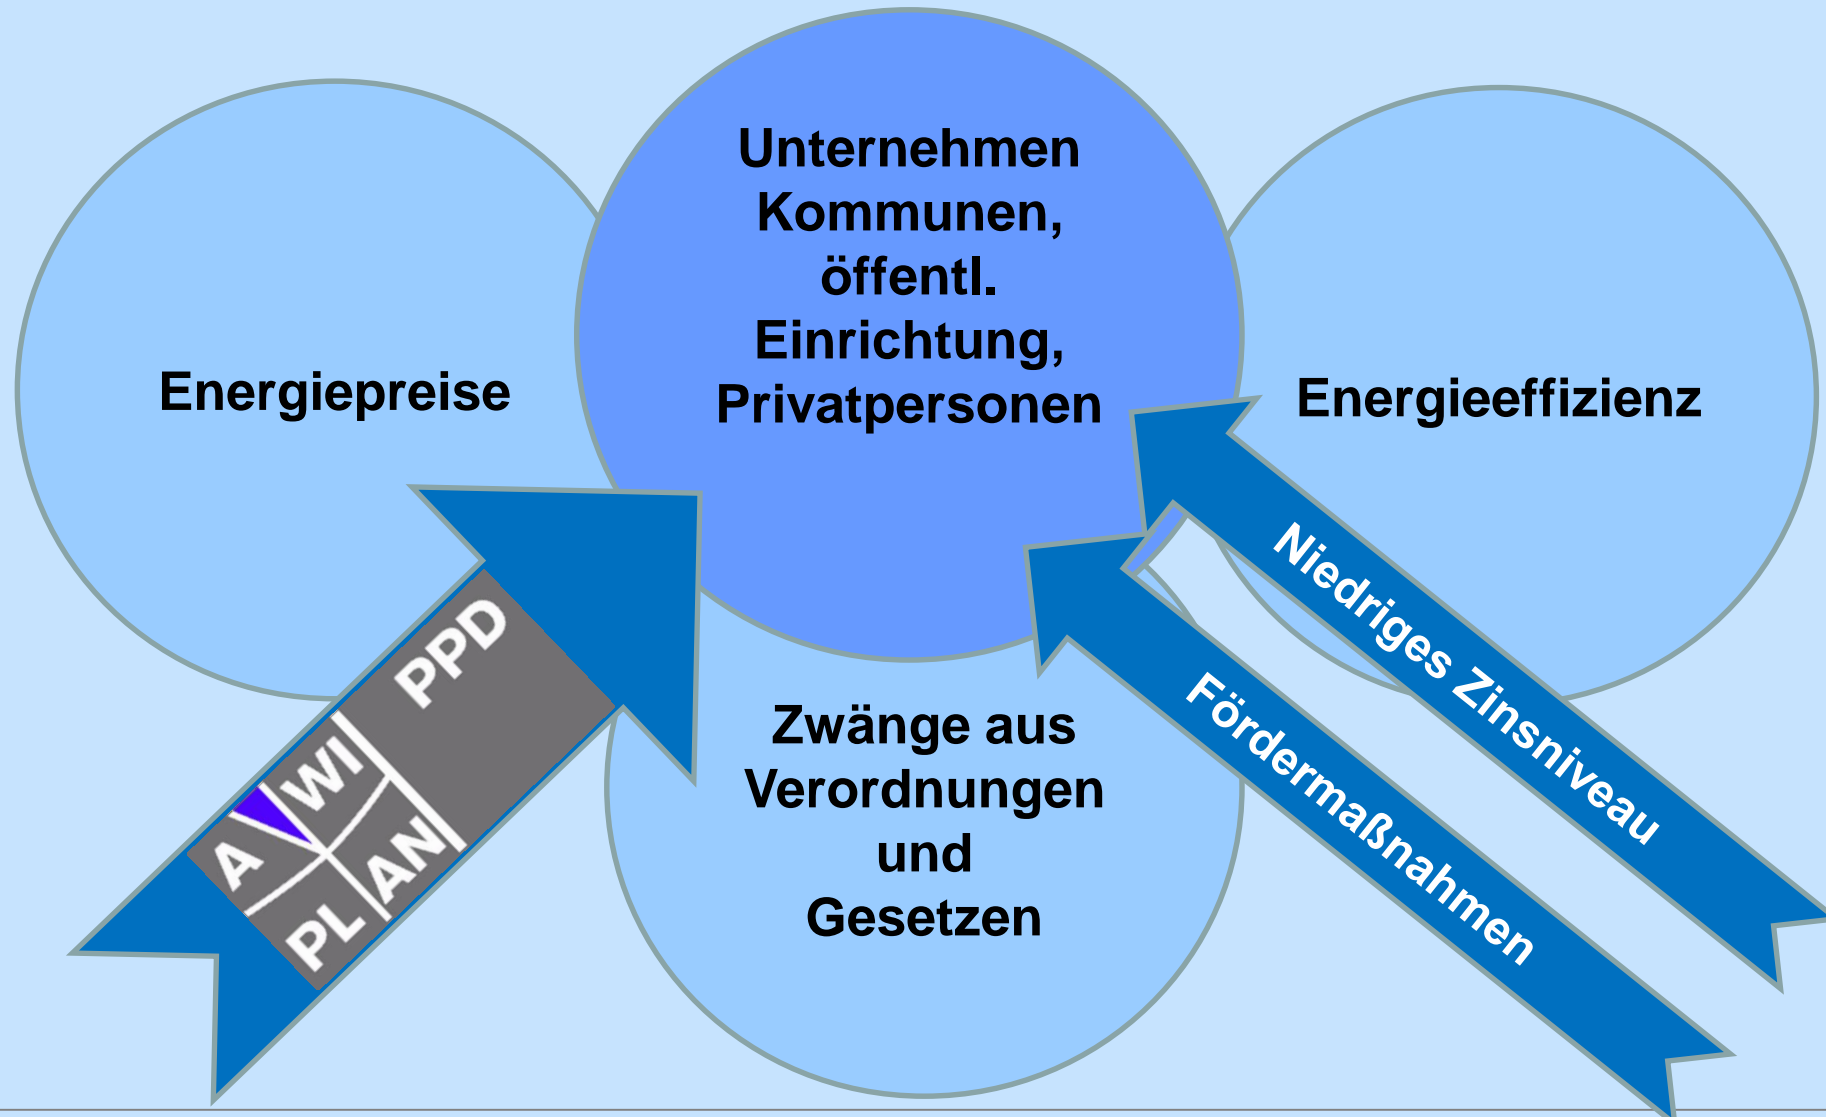 Unternehmen
Kommunen,
öffentl.
Einrichtung,
Privatpersonen
Energiepreise
Energieeffizienz
Niedriges Zinsniveau
Fördermaßnahmen
Zwänge aus
Verordnungen
und
Gesetzen
PPD
A WI
PL AN